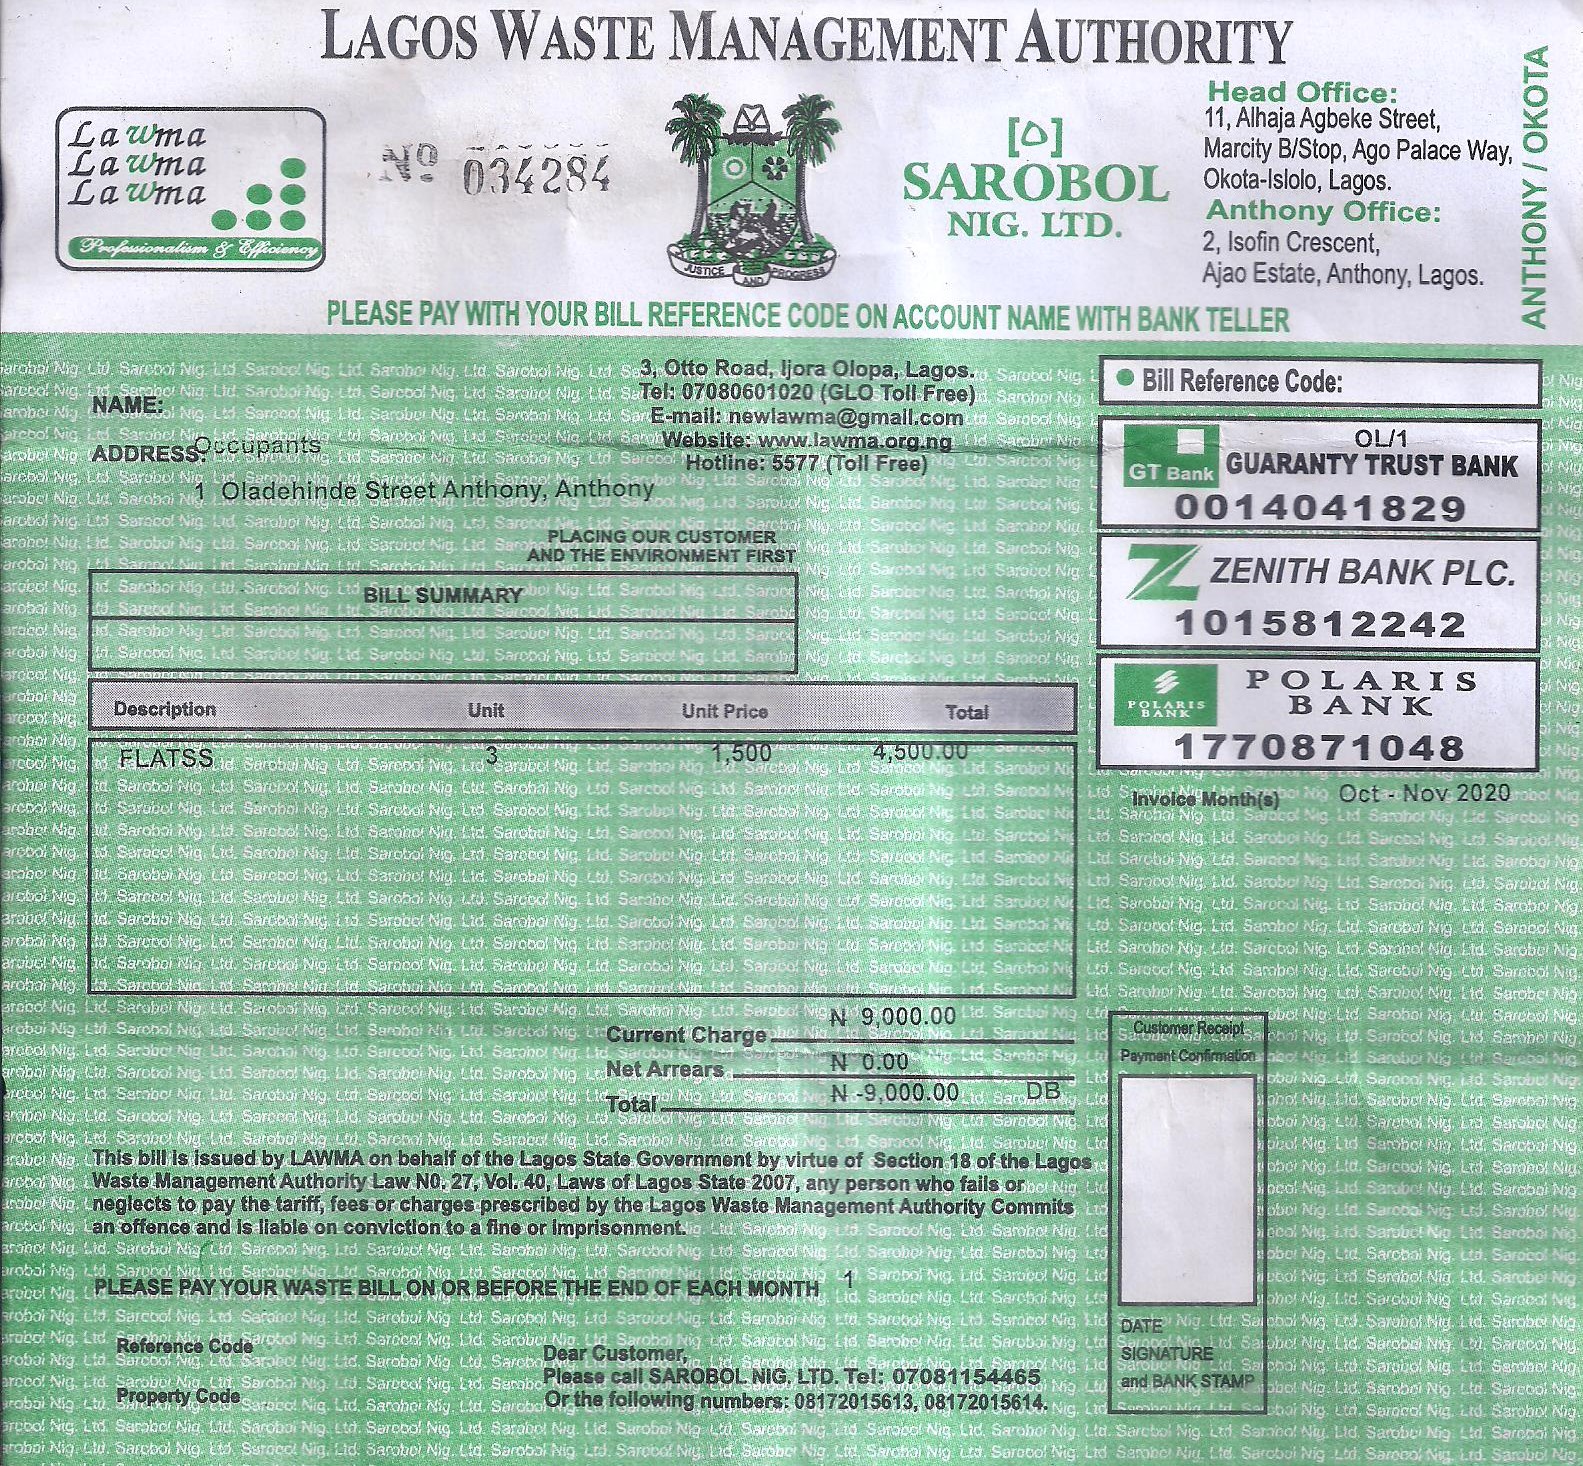 LAGOS WASTE MANAGEMENT AUTHORITY
Lawma
Lawma
Lawma
Professionalism & Efficiency
Nº 034284
JUSTICE AND PROGRESS
[D]
SAROBOL
NIG. LTD.
Head Office:
11, Alhaja Agbeke Street,
Marcity B/Stop, Ago Palace Way,
Okota-Islolo, Lagos.
Anthony Office:
2, Isofin Crescent,
Ajao Estate, Anthony, Lagos.
ANTHONY / OKOTA
PLEASE PAY WITH YOUR BILL REFERENCE CODE ON ACCOUNT NAME WITH BANK TELLER
3, Otto Road, Ijora Olopa, Lagos.
Tel: 07080601020 (GLO Toll Free)
E-mail: newlawma@gmail.com
Website: www.lawma.org.ng
Hotline: 5577 (Toll Free)
NAME:
Occupants
ADDRESS:
1 Oladehinde Street Anthony, Anthony
PLACING OUR CUSTOMER
AND THE ENVIRONMENT FIRST
BILL SUMMARY
Bill Reference Code:
OL/1
GT Bank GUARANTY TRUST BANK
0014041829
ZENITH BANK PLC.
1015812242
POLARIS BANK
POLARIS
BANK
1770871048
Invoice Month(s) Oct - Nov 2020
Description Unit Unit Price Total
FLATSS 3 1,500 4,500.00
Current Charge N 9,000.00
Net Arrears N 0.00
Total N -9,000.00 DB
Customer Receipt
Payment Confirmation
This bill is issued by LAWMA on behalf of the Lagos State Government by virtue of Section 18 of the Lagos
Waste Management Authority Law N0. 27, Vol. 40, Laws of Lagos State 2007, any person who fails or
neglects to pay the tariff, fees or charges prescribed by the Lagos Waste Management Authority Commits
an offence and is liable on conviction to a fine or imprisonment.
PLEASE PAY YOUR WASTE BILL ON OR BEFORE THE END OF EACH MONTH 1
Reference Code
Property Code
Dear Customer,
Please call SAROBOL NIG. LTD. Tel: 07081154465
Or the following numbers: 08172015613, 08172015614.
DATE
SIGNATURE
and BANK STAMP